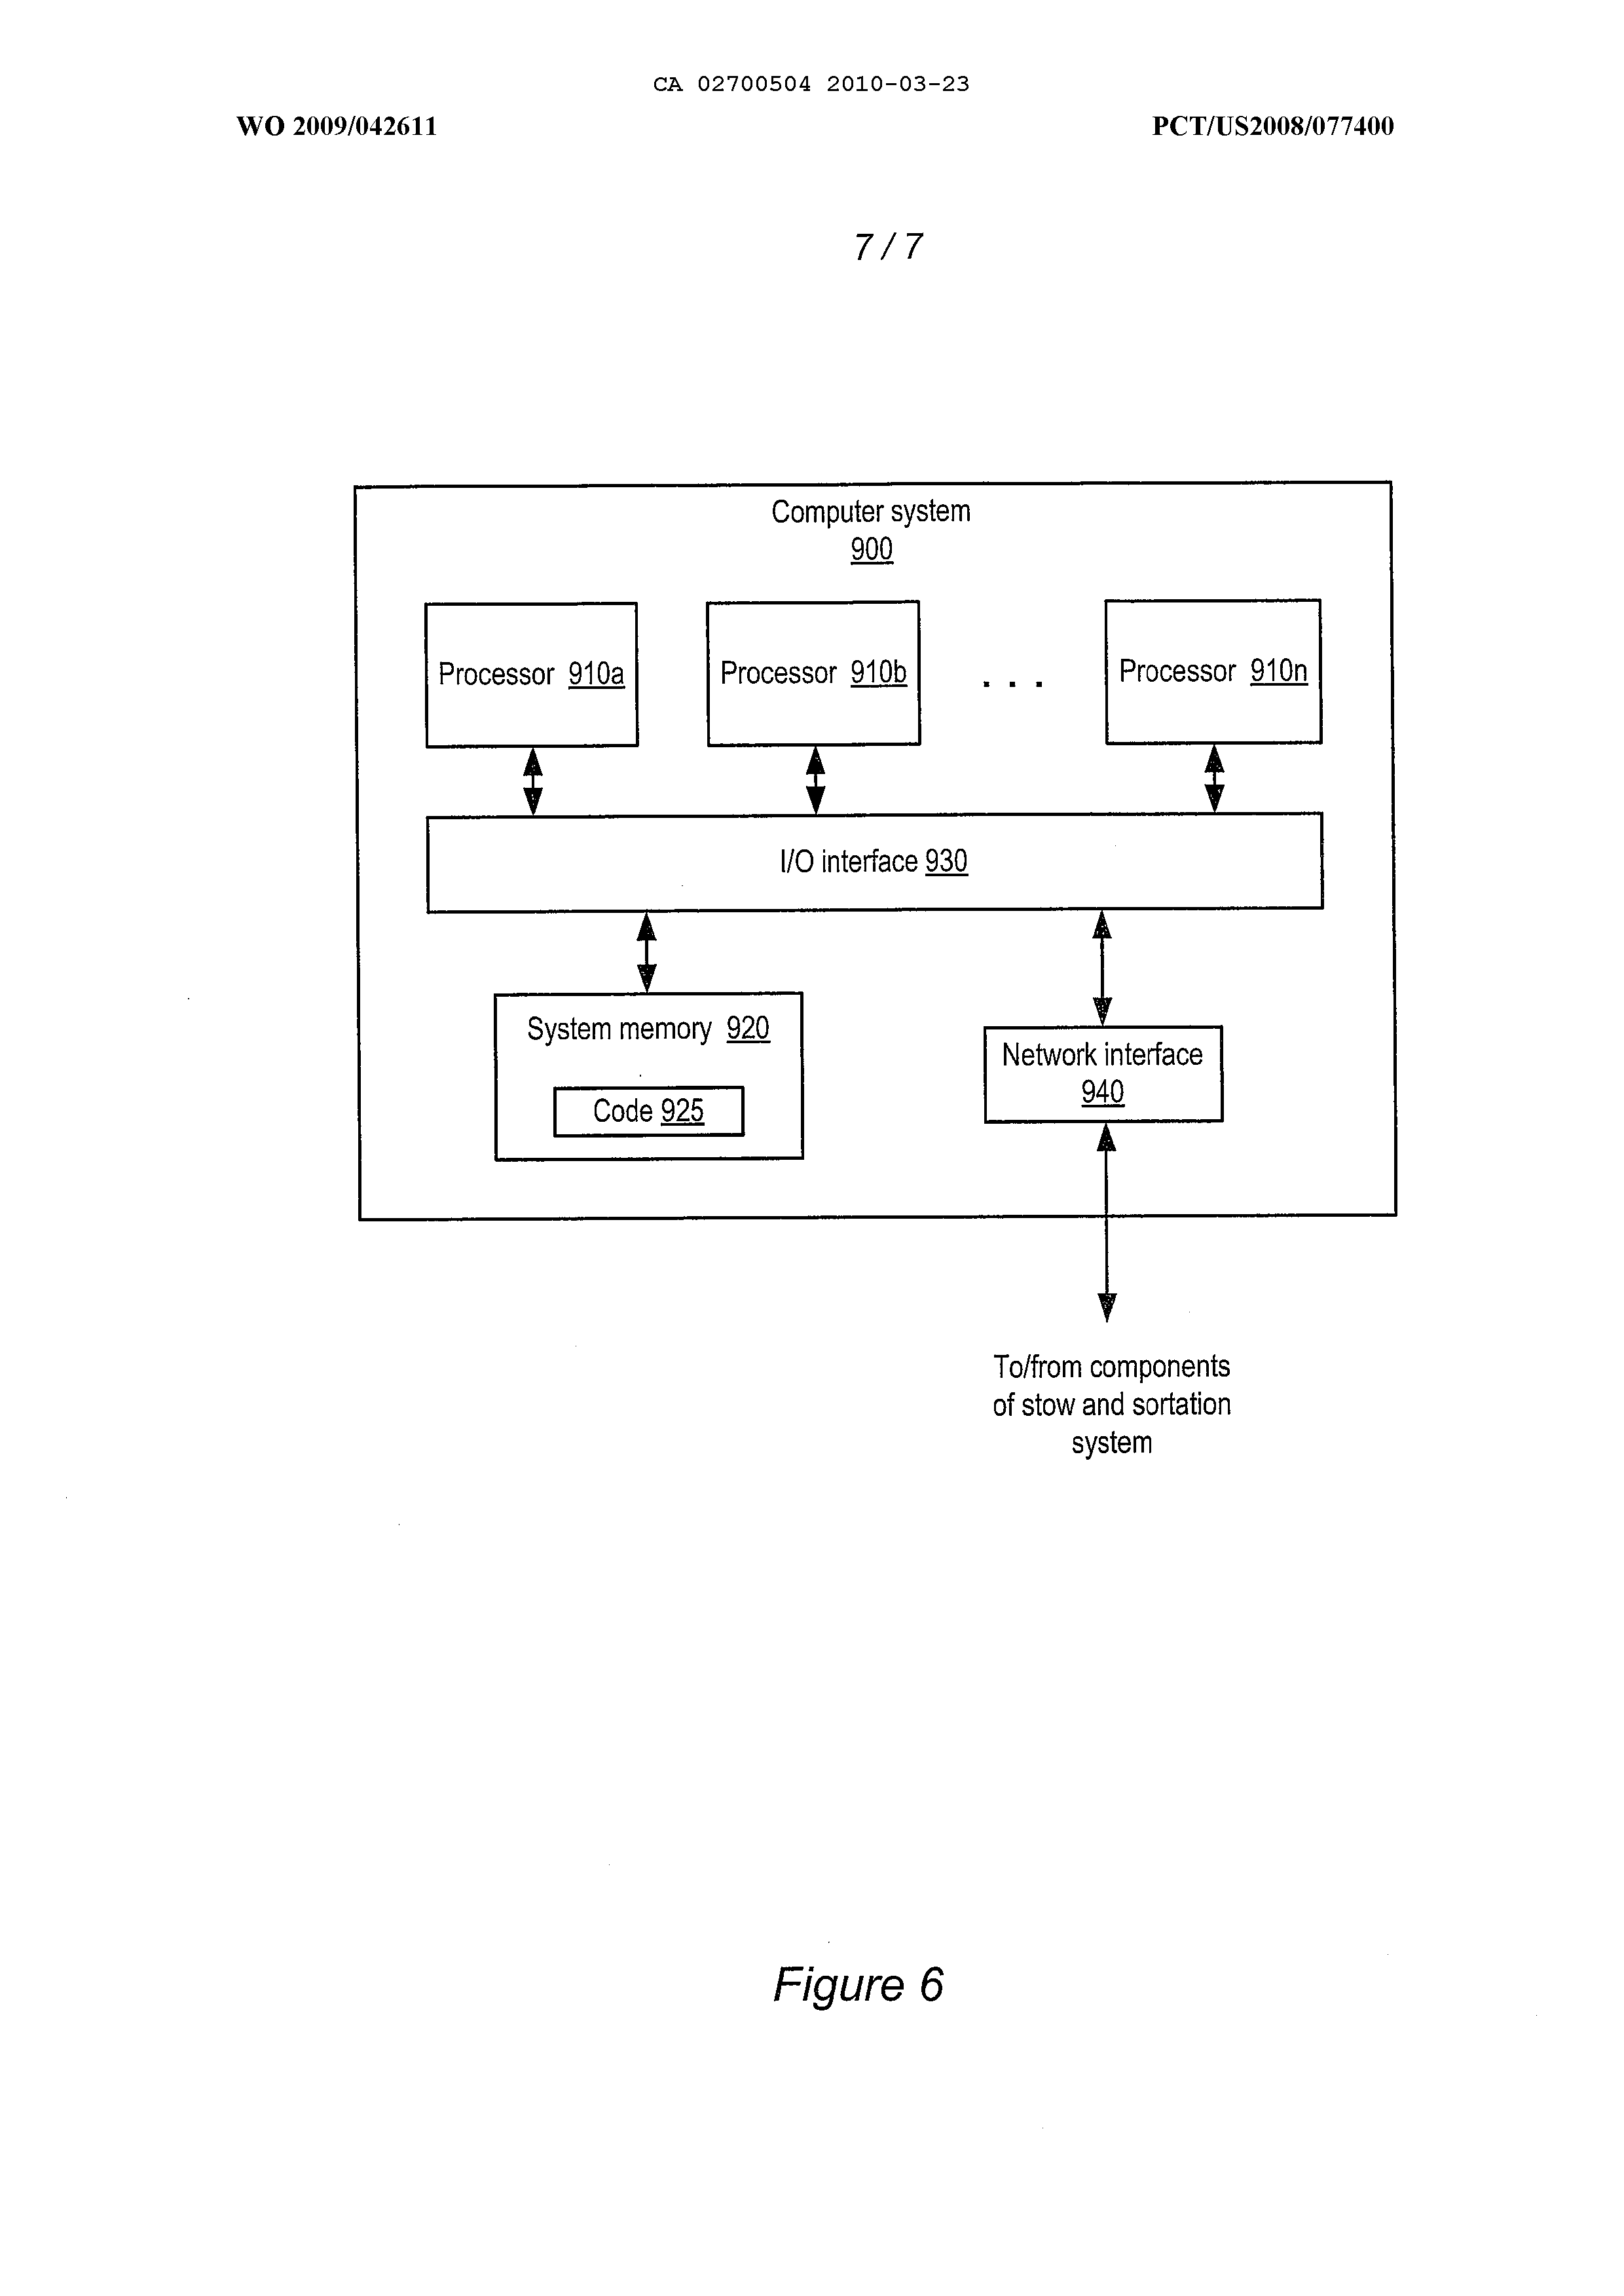 CA 02700504 2010-03-23
WO 2009/042611 PCT/US2008/077400
7/7
Computer system
900
Processor 910a Processor 910b . . . Processor 910n
I/O interface 930
System memory 920
Code 925
Network interface
940
To/from components
of stow and sortation
system
Figure 6